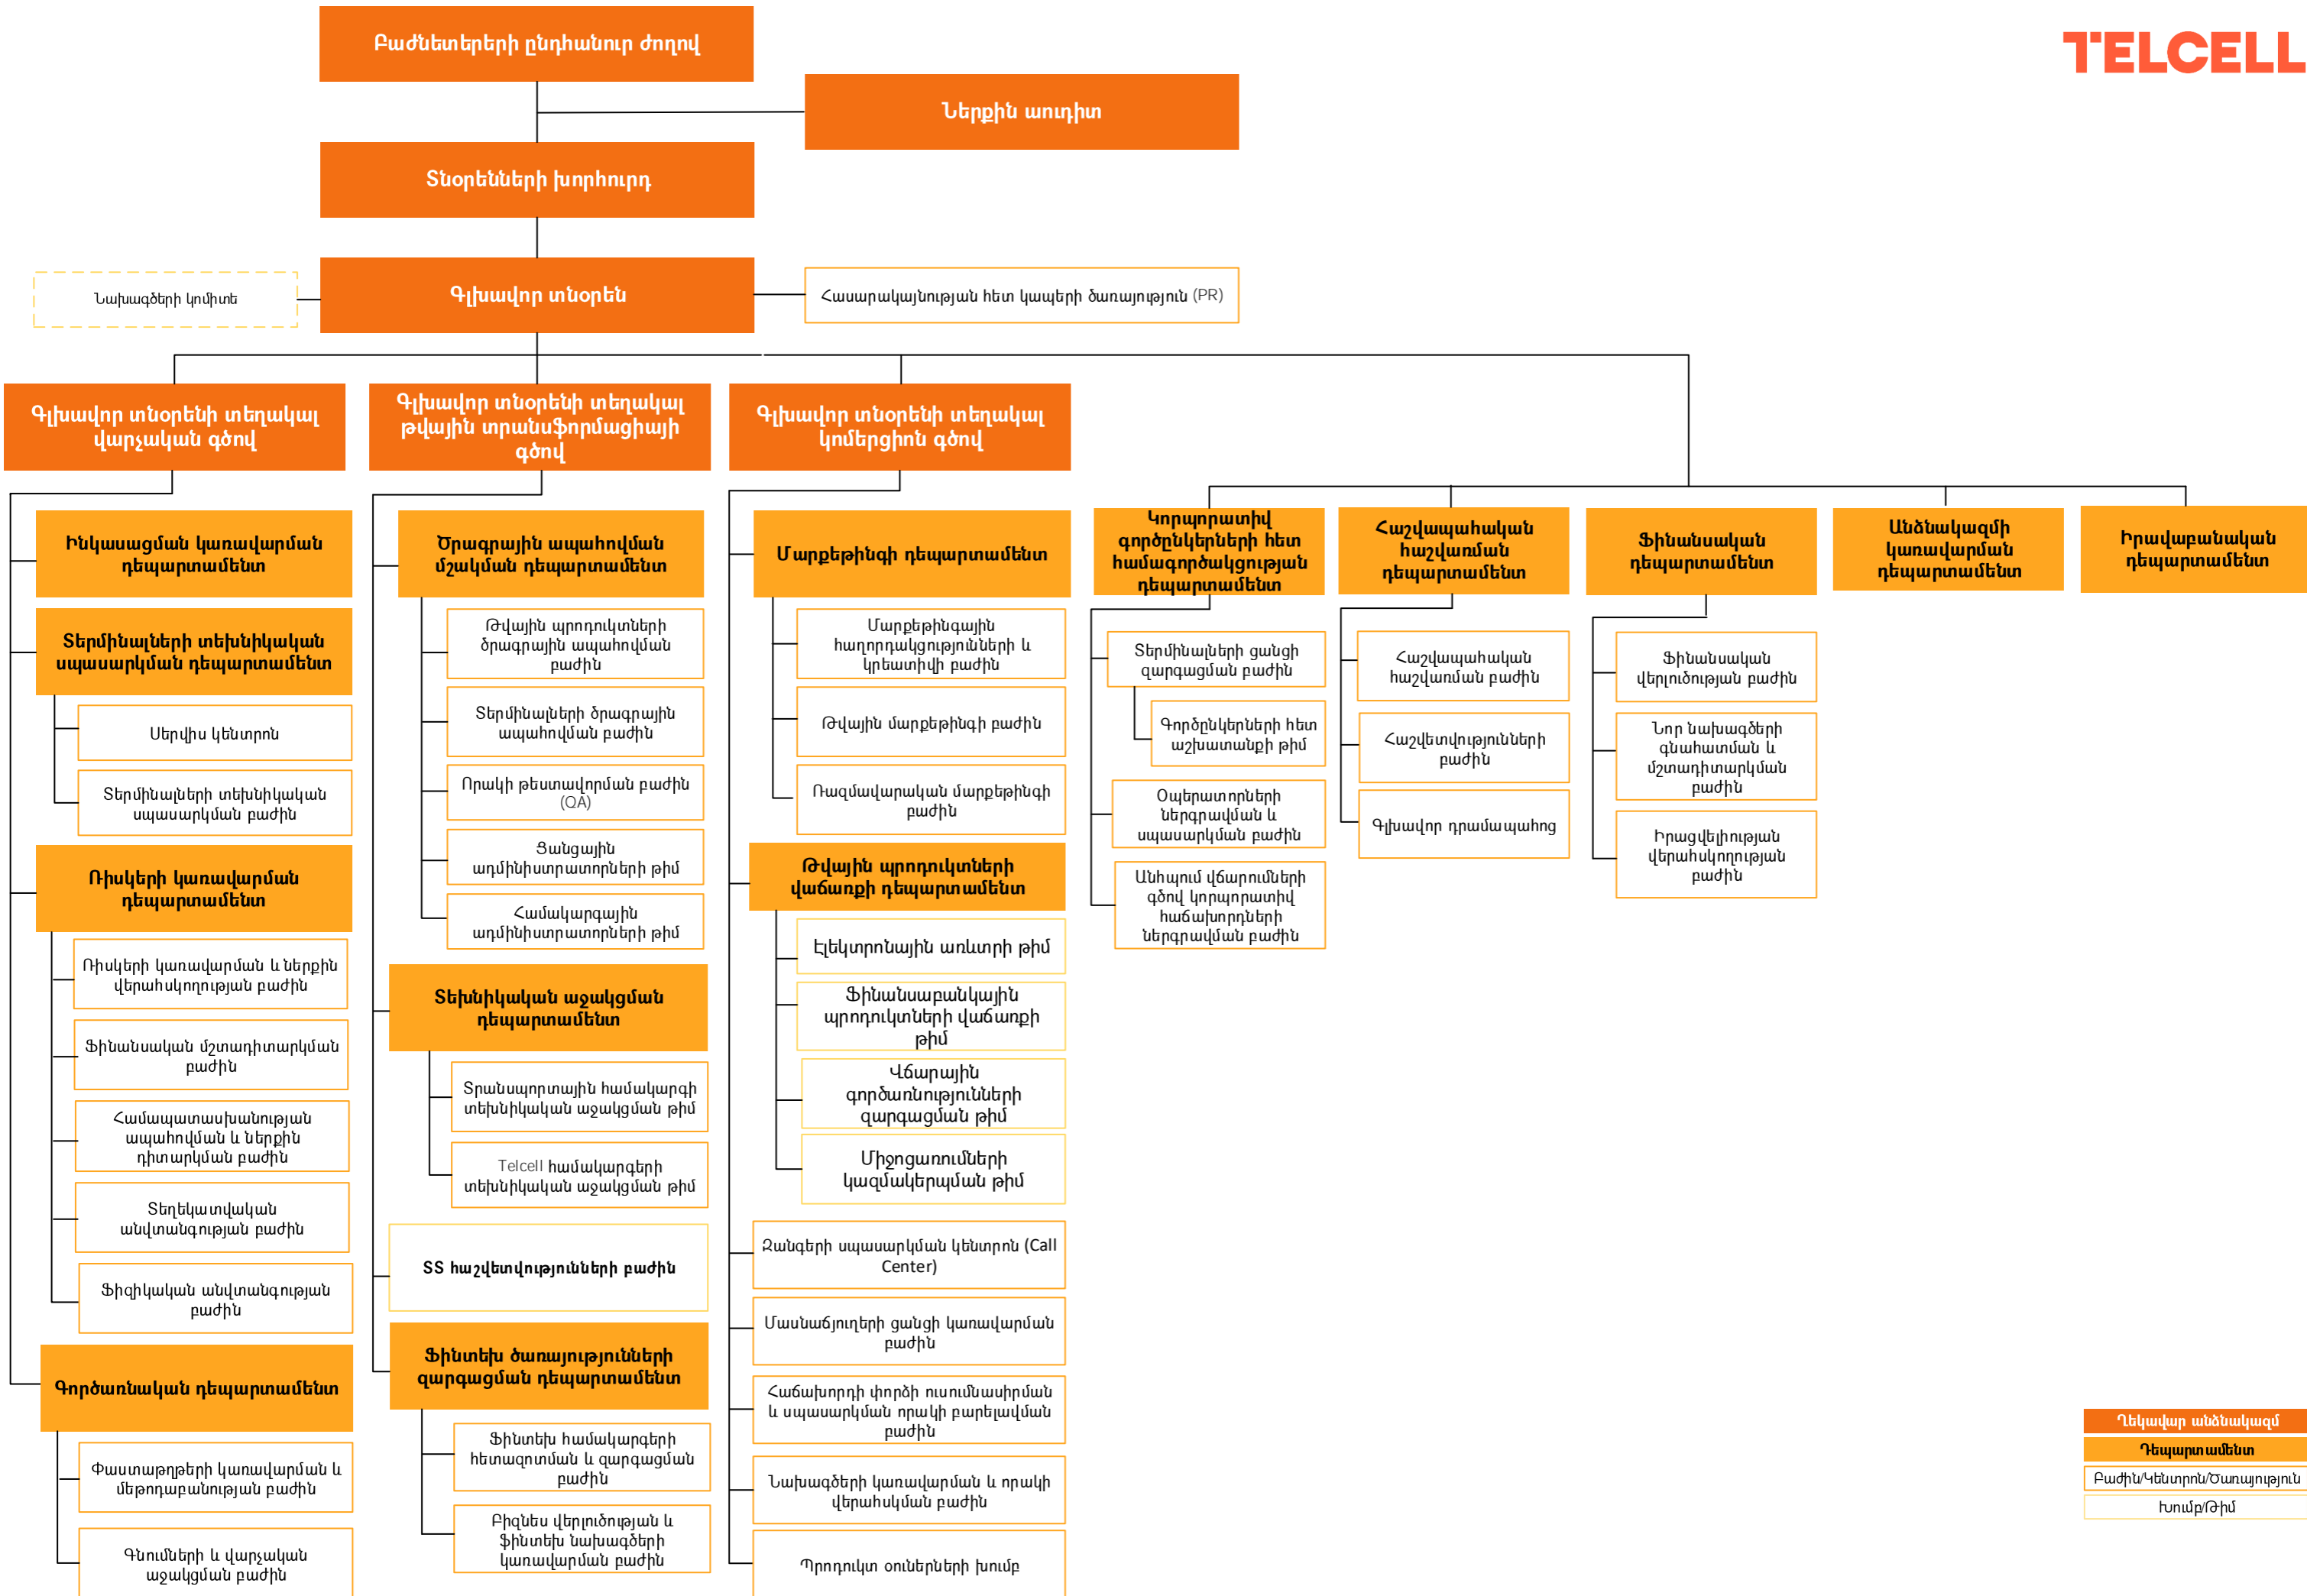 TELCELL
Բաժնետերերի ընդհանուր ժողով
Ներքին աուդիտ
Տնօրենների խորհուրդ
Նախագծերի կոմիտե
Գլխավոր տնօրեն
Հասարակայնության հետ կապերի ծառայություն (PR)
Գլխավոր տնօրենի տեղակալ
վարչական գծով
Գլխավոր տնօրենի տեղակալ
թվային տրանսֆորմացիայի
գծով
Գլխավոր տնօրենի տեղակալ
կոմերցիոն գծով
Ինկասացման կառավարման
դեպարտամենտ
Տերմինալների տեխնիկական
սպասարկման դեպարտամենտ
Սերվիս կենտրոն
Տերմինալների տեխնիկական
սպասարկման բաժին
Ռիսկերի կառավարման
դեպարտամենտ
Ռիսկերի կառավարման և ներքին
վերահսկողության բաժին
Ֆինանսական մշտադիտարկման
բաժին
Համապատասխանության
ապահովման և ներքին
դիտարկման բաժին
Տեղեկատվական
անվտանգության բաժին
Ֆիզիկական անվտանգության
բաժին
Գործառնական դեպարտամենտ
Փաստաթղթերի կառավարման և
մեթոդաբանության բաժին
Գնումների և վարչական
աջակցման բաժին
Ծրագրային ապահովման
մշակման դեպարտամենտ
Թվային պրոդուկտների
ծրագրային ապահովման
բաժին
Տերմինալների ծրագրային
ապահովման բաժին
Որակի թեստավորման բաժին
(QA)
Ցանցային
ադմինիստրատորների թիմ
Համակարգային
ադմինիստրատորների թիմ
Տեխնիկական աջակցման
դեպարտամենտ
Տրանսպորտային համակարգի
տեխնիկական աջակցման թիմ
Telcell համակարգերի
տեխնիկական աջակցման թիմ
ՏՏ հաշվետվությունների բաժին
Ֆինտեխ ծառայությունների
զարգացման դեպարտամենտ
Ֆինտեխ համակարգերի
հետազոտման և զարգացման
բաժին
Բիզնես վերլուծության և
ֆինտեխ նախագծերի
կառավարման բաժին
Մարքեթինգի դեպարտամենտ
Մարքեթինգային
հաղորդակցությունների և
կրեատիվի բաժին
Թվային մարքեթինգի բաժին
Ռազմավարական մարքեթինգի
բաժին
Թվային պրոդուկտների
վաճառքի դեպարտամենտ
Էլեկտրոնային առևտրի թիմ
Ֆինանսաբանկային
պրոդուկտների վաճառքի
թիմ
Վճարային
գործառնությունների
զարգացման թիմ
Միջոցառումների
կազմակերպման թիմ
Զանգերի սպասարկման կենտրոն (Call
Center)
Մասնաճյուղերի ցանցի կառավարման
բաժին
Հաճախորդի փորձի ուսումնասիրման
և սպասարկման որակի բարելավման
բաժին
Նախագծերի կառավարման և որակի
վերահսկման բաժին
Պրոդուկտ օուներների խումբ
Կորպորատիվ
գործընկերների հետ
համագործակցության
դեպարտամենտ
Տերմինալների ցանցի
զարգացման բաժին
Գործընկերների հետ
աշխատանքի թիմ
Օպերատորների
ներգրավման և
սպասարկման բաժին
Անհպում վճարումների
գծով կորպորատիվ
հաճախորդների
ներգրավման բաժին
Հաշվապահական
հաշվառման
դեպարտամենտ
Հաշվապահական
հաշվառման բաժին
Հաշվետվությունների
բաժին
Գլխավոր դրամապահոց
Ֆինանսական
դեպարտամենտ
Ֆինանսական
վերլուծության բաժին
Նոր նախագծերի
գնահատման և
մշտադիտարկման
բաժին
Իրացվելիության
վերահսկողության
բաժին
Անձնակազմի
կառավարման
դեպարտամենտ
Իրավաբանական
դեպարտամենտ
Ղեկավար անձնակազմ
Դեպարտամենտ
Բաժին/Կենտրոն/Ծառայություն
Խումբ/Թիմ